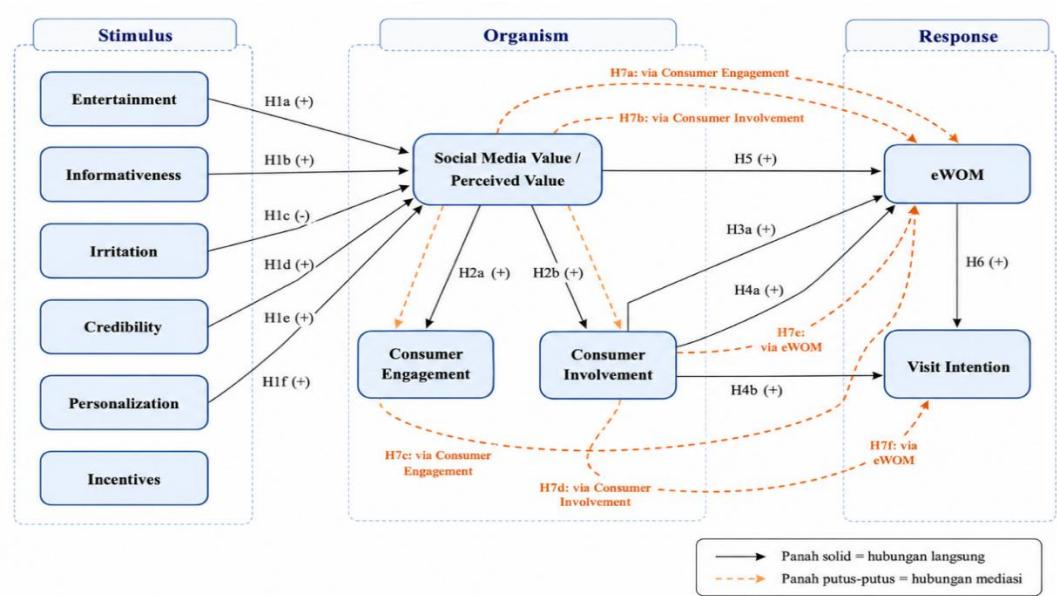 Stimulus
Organism
Response
Entertainment
Informativeness
Irritation
Credibility
Personalization
Incentives
H1a (+)
H1b (+)
H1c (-)
H1d (+)
H1e (+)
H1f (+)
Social Media Value /
Perceived Value
H7a: via Consumer Engagement
H7b: via Consumer Involvement
H5 (+)
eWOM
H2a (+)
H2b (+)
H3a (+)
H4a (+)
H6 (+)
Consumer
Engagement
Consumer
Involvement
H7e:
via eWOM
H4b (+)
Visit Intention
H7c: via Consumer
Engagement
H7d: via Consumer
Involvement
H7f: via
eWOM
Panah solid = hubungan langsung
Panah putus-putus = hubungan mediasi